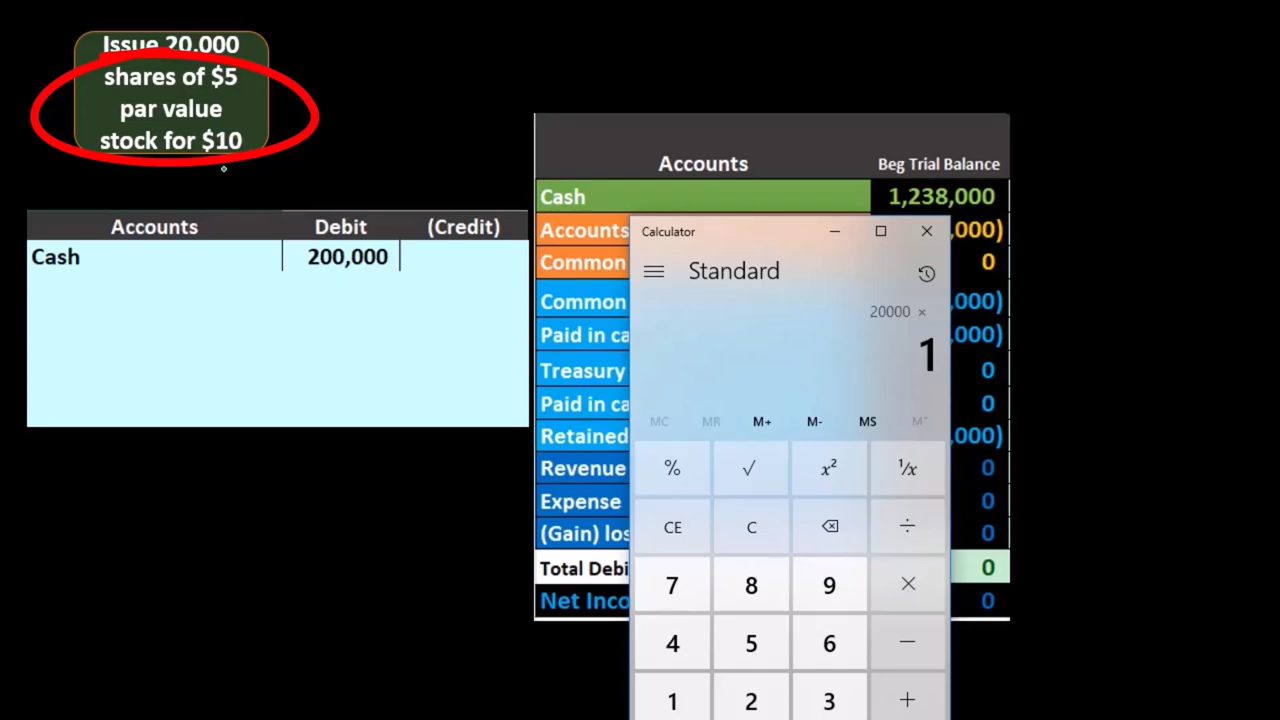 Issue 20,000
shares of $5
par value
stock for $10
Accounts Debit (Credit)
Cash 200,000
Accounts Beg Trial Balance
Cash 1,238,000
Accounts ,000)
Common 0
Common ,000)
Paid in ca ,000)
Treasury 0
Paid in ca 0
Retained ,000)
Revenue 0
Expense 0
(Gain) los 0
Total Debi 0
Net Inco 0
Calculator
Standard
20000 ×
1
MC MR M+ M- MS M˅
% √ x² ¹/x
CE C ⌫ ÷
7 8 9 ×
4 5 6 −
1 2 3 +